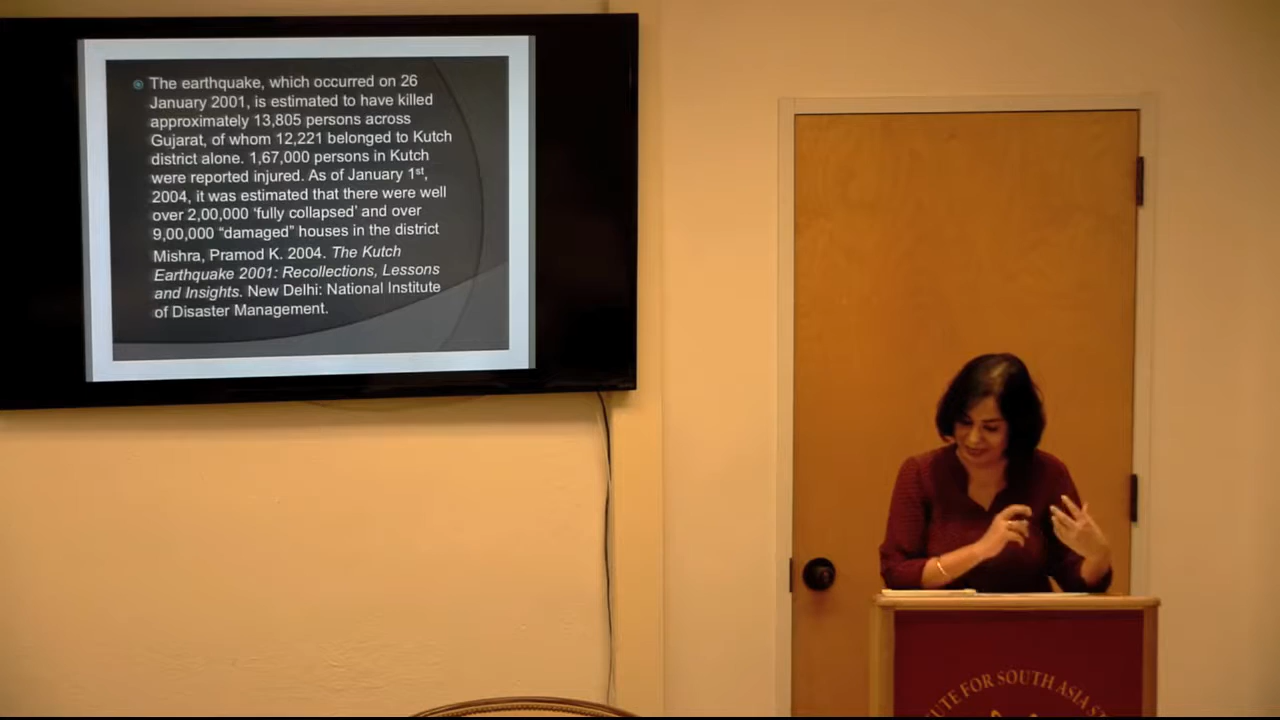 The earthquake, which occurred on 26
January 2001, is estimated to have killed
approximately 13,805 persons across
Gujarat, of whom 12,221 belonged to Kutch
district alone. 1,67,000 persons in Kutch
were reported injured. As of January 1st,
2004, it was estimated that there were well
over 2,00,000 'fully collapsed' and over
9,00,000 "damaged" houses in the district
Mishra, Pramod K. 2004. The Kutch
Earthquake 2001: Recollections, Lessons
and Insights. New Delhi: National Institute
of Disaster Management.
UTE FOR SOUTH ASIA S